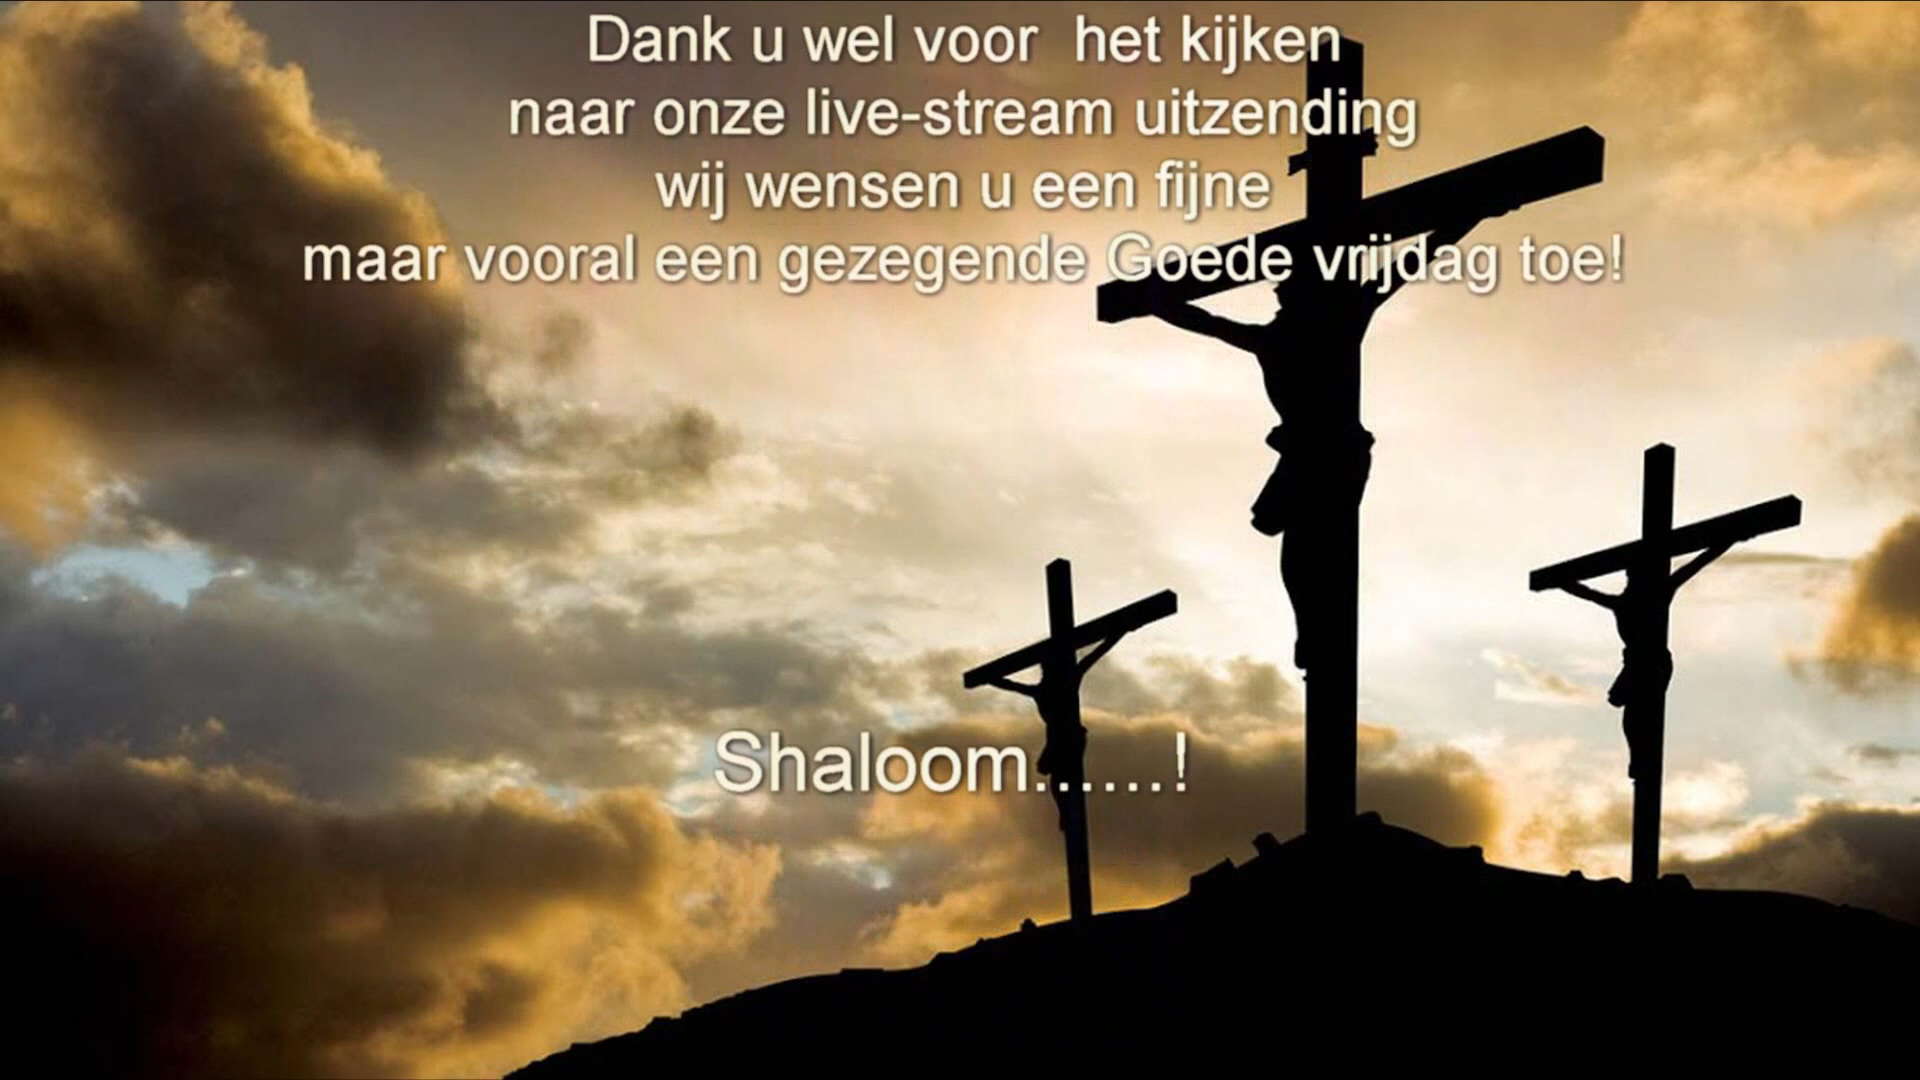 Dank u wel voor het kijken
naar onze live-stream uitzending
wij wensen u een fijne
maar vooral een gezegende Goede vrijdag toe!
Shaloom......!